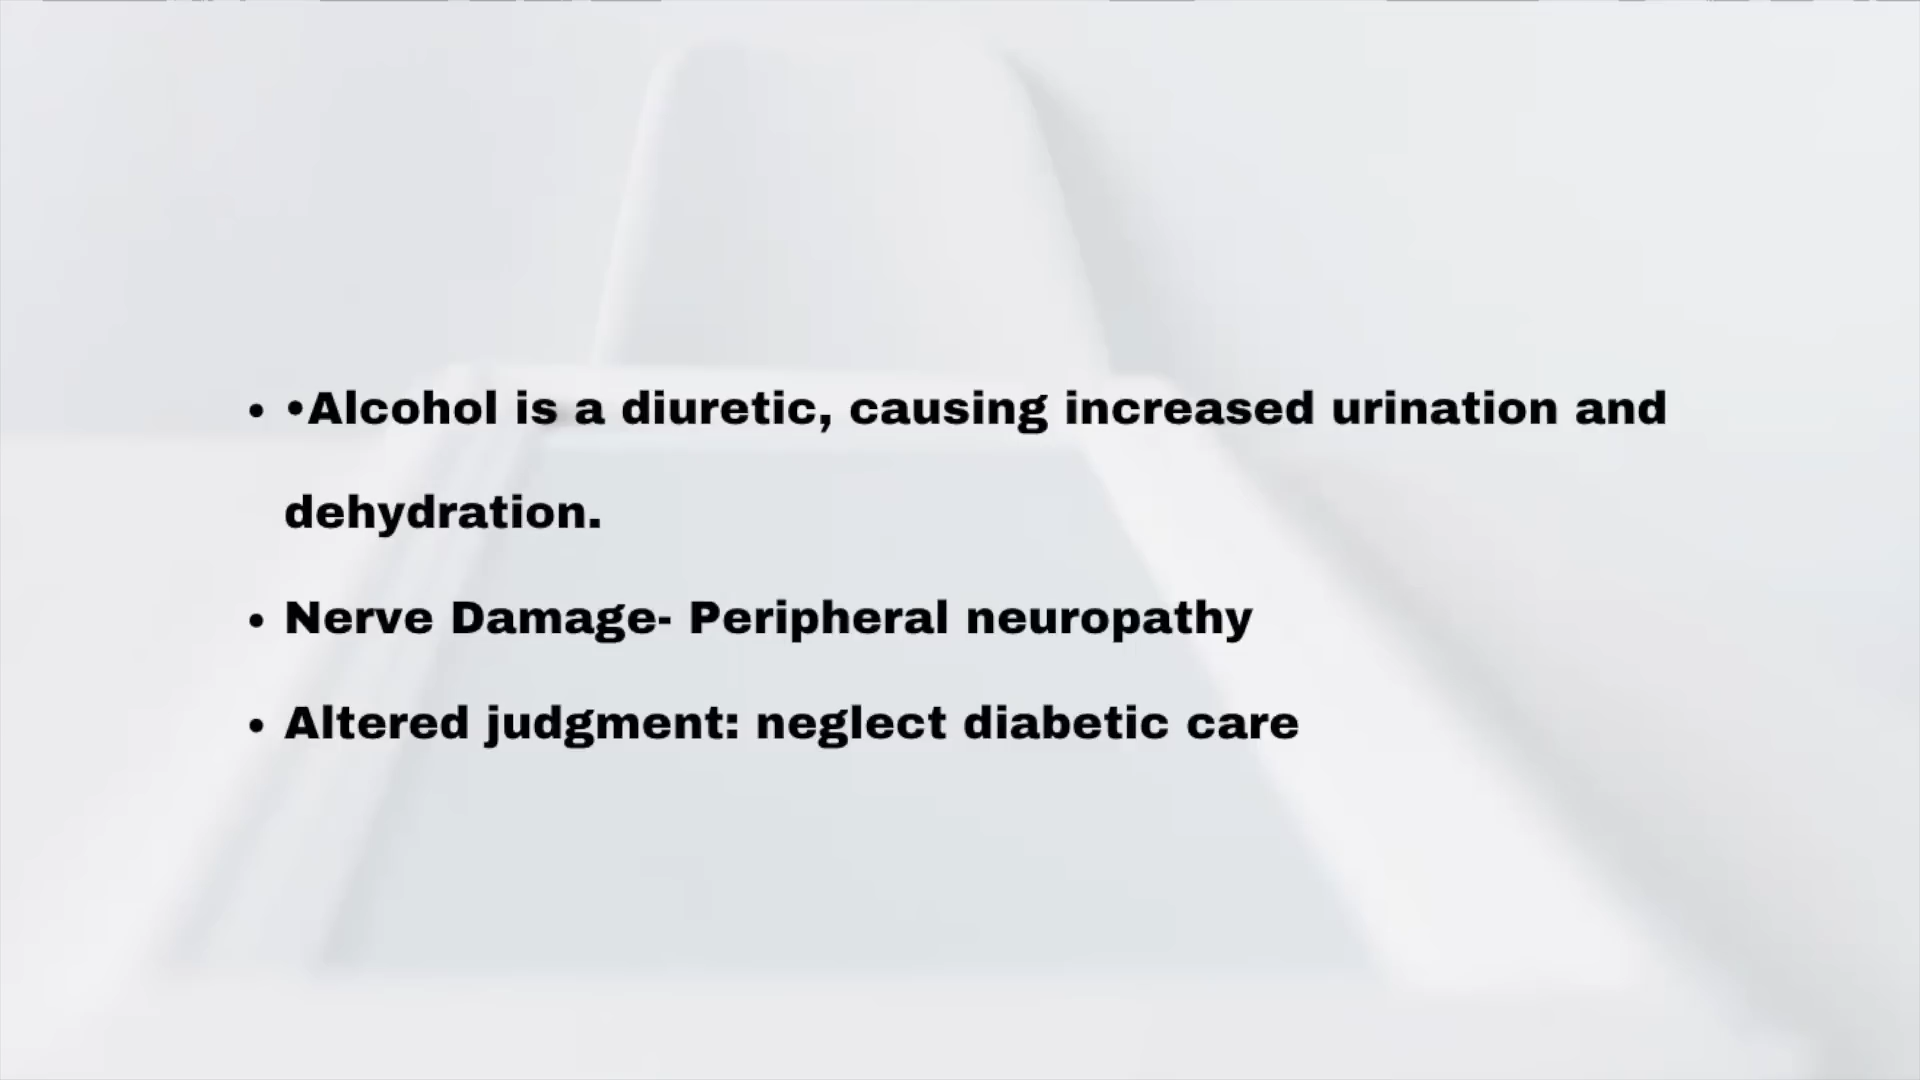 • •Alcohol is a diuretic, causing increased urination and
dehydration.
• Nerve Damage- Peripheral neuropathy
• Altered judgment: neglect diabetic care